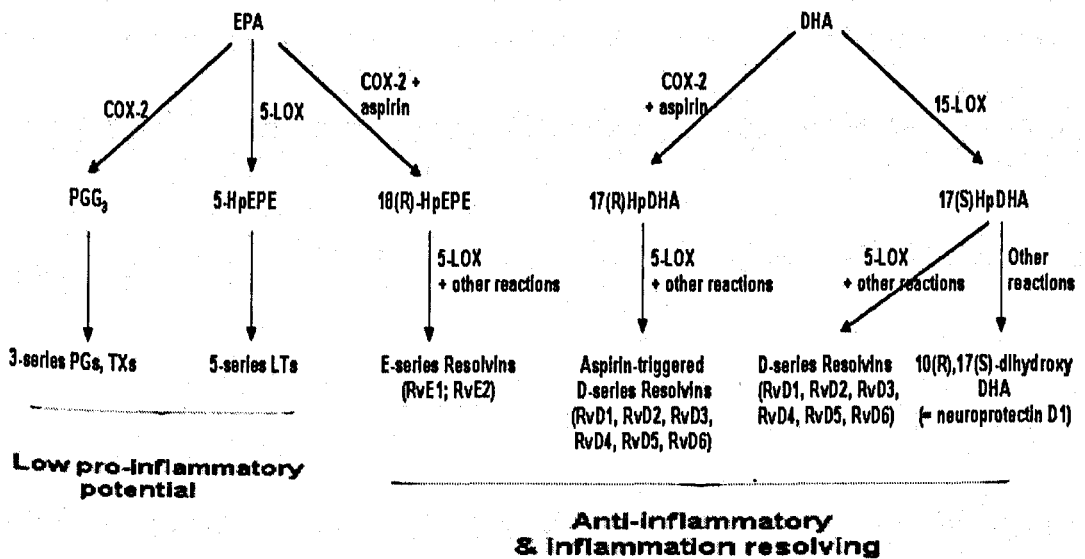 EPA
DHA
COX-2
5-LOX
COX-2 +
aspirin
COX-2
+ aspirin
15-LOX
PGG₃
5-HpEPE
18(R)-HpEPE
17(R)HpDHA
17(S)HpDHA
5-LOX
+ other reactions
5-LOX
+ other reactions
5-LOX
+ other reactions
Other
reactions
3-series PGs, TXs
5-series LTs
E-series Resolvins
(RvE1; RvE2)
Aspirin-triggered
D-series Resolvins
(RvD1, RvD2, RvD3,
RvD4, RvD5, RvD6)
D-series Resolvins
(RvD1, RvD2, RvD3,
RvD4, RvD5, RvD6)
10(R),17(S)-dihydroxy
DHA
(= neuroprotectin D1)
Low pro-inflammatory
potential
Anti-inflammatory
& inflammation resolving